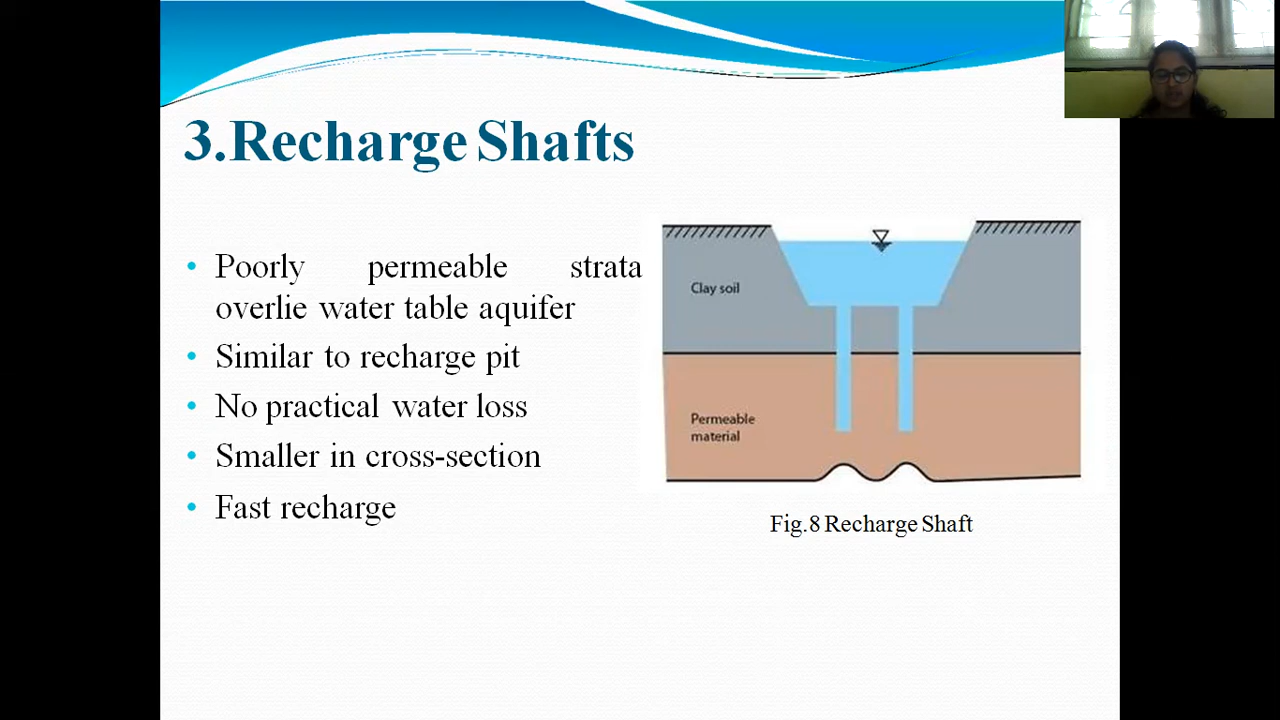 3.Recharge Shafts
• Poorly permeable strata
overlie water table aquifer
• Similar to recharge pit
• No practical water loss
• Smaller in cross-section
• Fast recharge
Clay soil
Permeable
material
Fig.8 Recharge Shaft